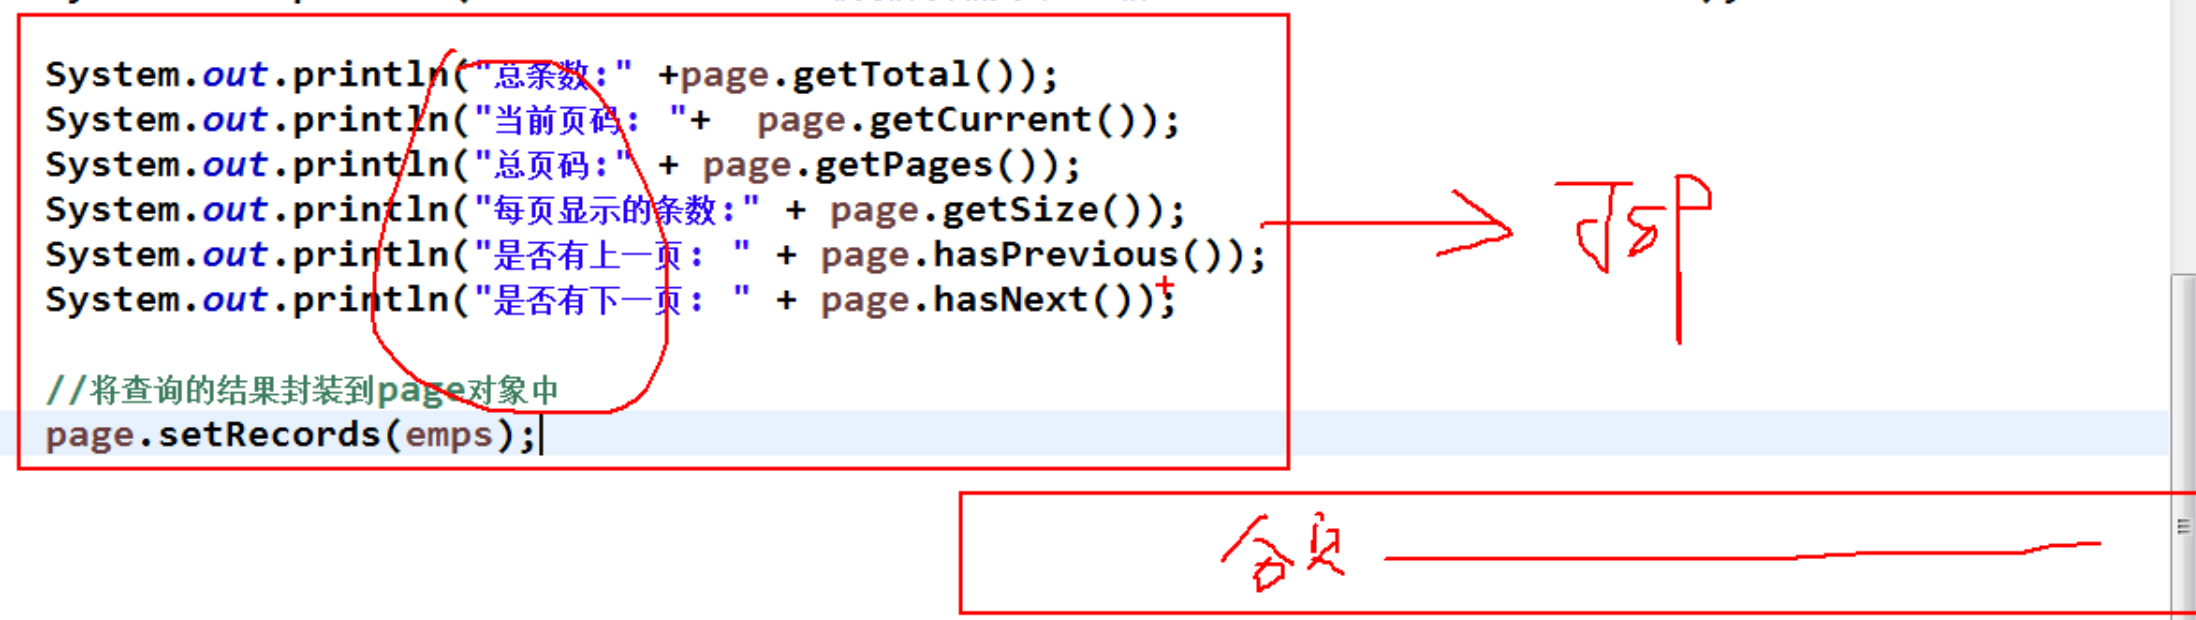 System.out.println("总条数:" +page.getTotal());
System.out.println("当前页码: "+  page.getCurrent());
System.out.println("总页码:" + page.getPages());
System.out.println("每页显示的条数:" + page.getSize());
System.out.println("是否有上一页: " + page.hasPrevious());
System.out.println("是否有下一页: " + page.hasNext());
JSP
//将查询的结果封装到page对象中
page.setRecords(emps);